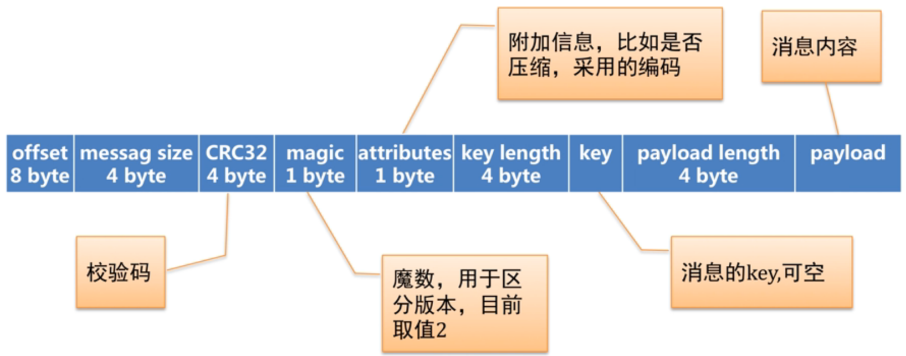 附加信息，比如是否
压缩，采用的编码
消息内容
offset
8 byte
messag size
4 byte
CRC32
4 byte
magic
1 byte
attributes
1 byte
key length
4 byte
key
payload length
4 byte
payload
校验码
魔数，用于区
分版本，目前
取值2
消息的key,可空